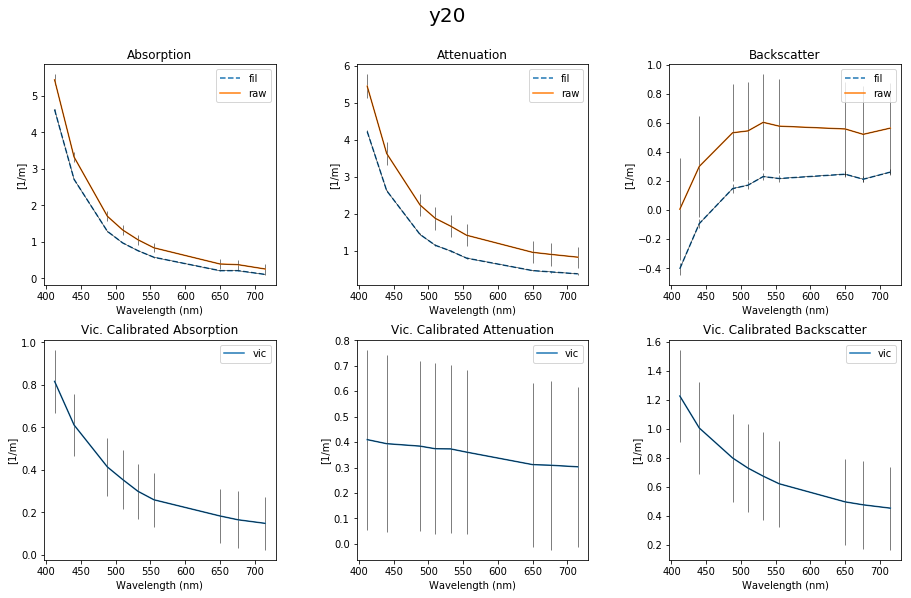 y20
Absorption
Attenuation
Backscatter
[1/m]
5
4
3
2
1
0
fil
raw
400 450 500 550 600 650 700
Wavelength (nm)
[1/m]
6
5
4
3
2
1
fil
raw
400 450 500 550 600 650 700
Wavelength (nm)
[1/m]
1.0
0.8
0.6
0.4
0.2
0.0
−0.2
−0.4
fil
raw
400 450 500 550 600 650 700
Wavelength (nm)
Vic. Calibrated Absorption
Vic. Calibrated Attenuation
Vic. Calibrated Backscatter
[1/m]
1.0
0.8
0.6
0.4
0.2
0.0
vic
400 450 500 550 600 650 700
Wavelength (nm)
[1/m]
0.8
0.7
0.6
0.5
0.4
0.3
0.2
0.1
0.0
vic
400 450 500 550 600 650 700
Wavelength (nm)
[1/m]
1.6
1.4
1.2
1.0
0.8
0.6
0.4
0.2
vic
400 450 500 550 600 650 700
Wavelength (nm)